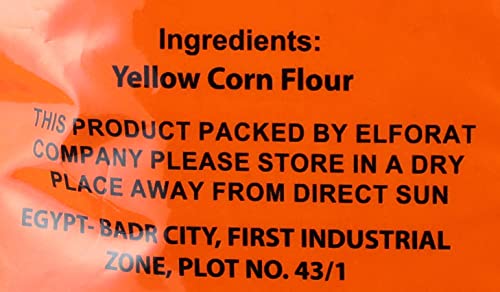 Ingredients:
Yellow Corn Flour
THIS PRODUCT PACKED BY ELFORAT
COMPANY PLEASE STORE IN A DRY
PLACE AWAY FROM DIRECT SUN
EGYPT- BADR CITY, FIRST INDUSTRIAL
ZONE, PLOT NO. 43/1